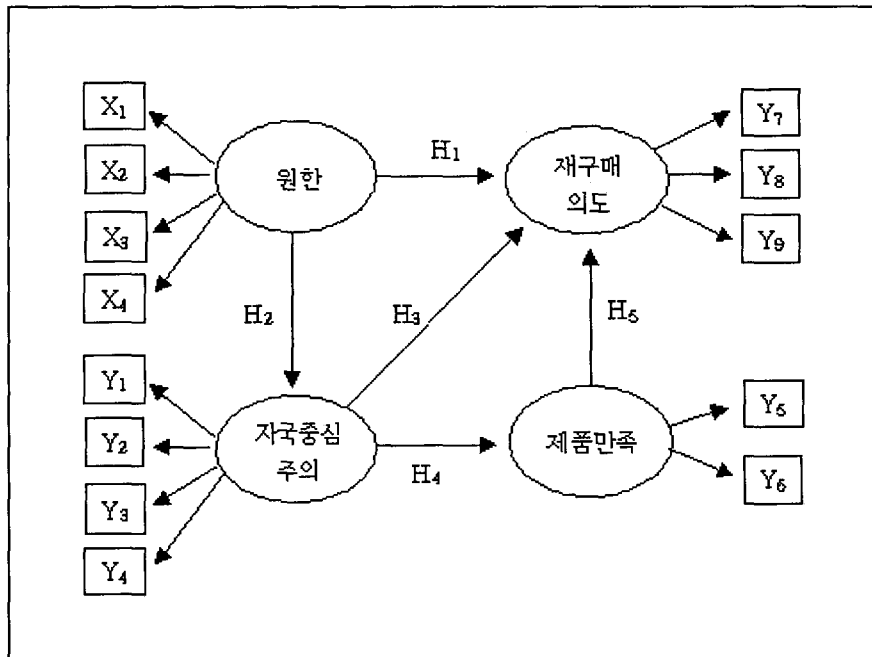 X₁
X₂
X₃
X₄
원한
H₁
재구매
의도
Y₇
Y₈
Y₉
H₂
H₃
H₅
Y₁
Y₂
Y₃
Y₄
자국중심
주의
H₄
제품만족
Y₅
Y₆